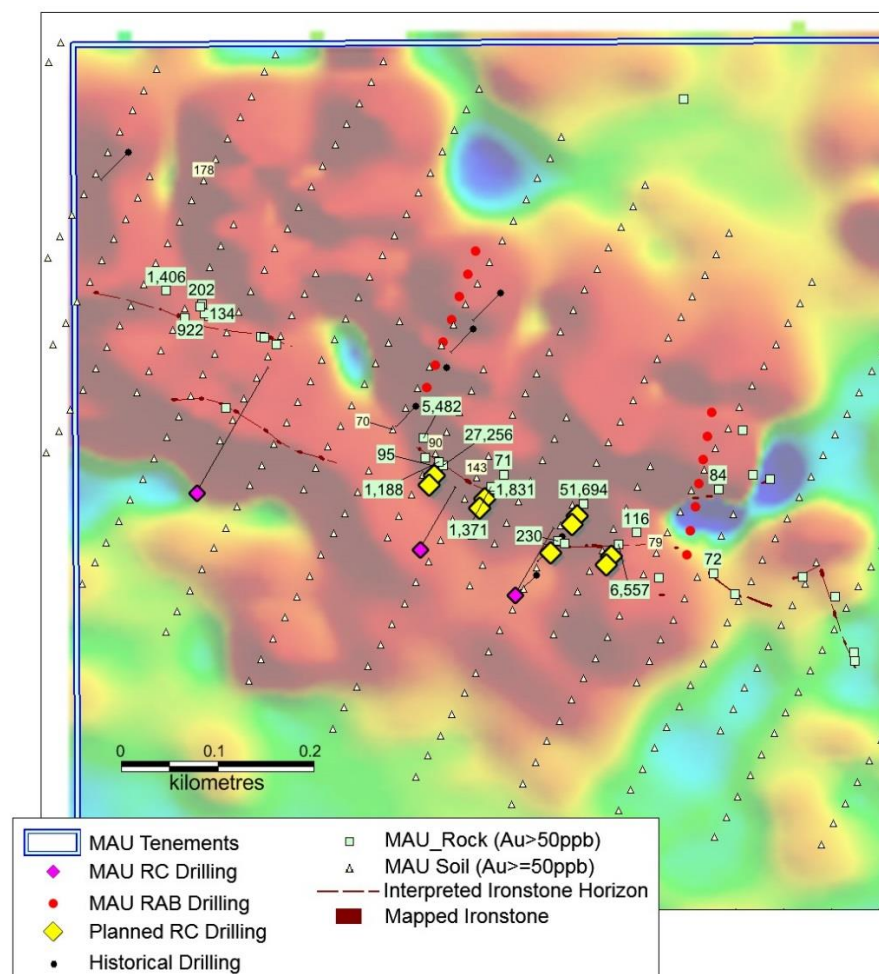 178
1,406
202
134
922
5,482
70
90
27,256
95
143
71
1,188
1,831
51,694
84
1,371
230
116
79
72
6,557
0 0.1 0.2
kilometres
MAU Tenements
MAU RC Drilling
MAU RAB Drilling
Planned RC Drilling
Historical Drilling
MAU_Rock (Au>50ppb)
MAU Soil (Au>=50ppb)
Interpreted Ironstone Horizon
Mapped Ironstone